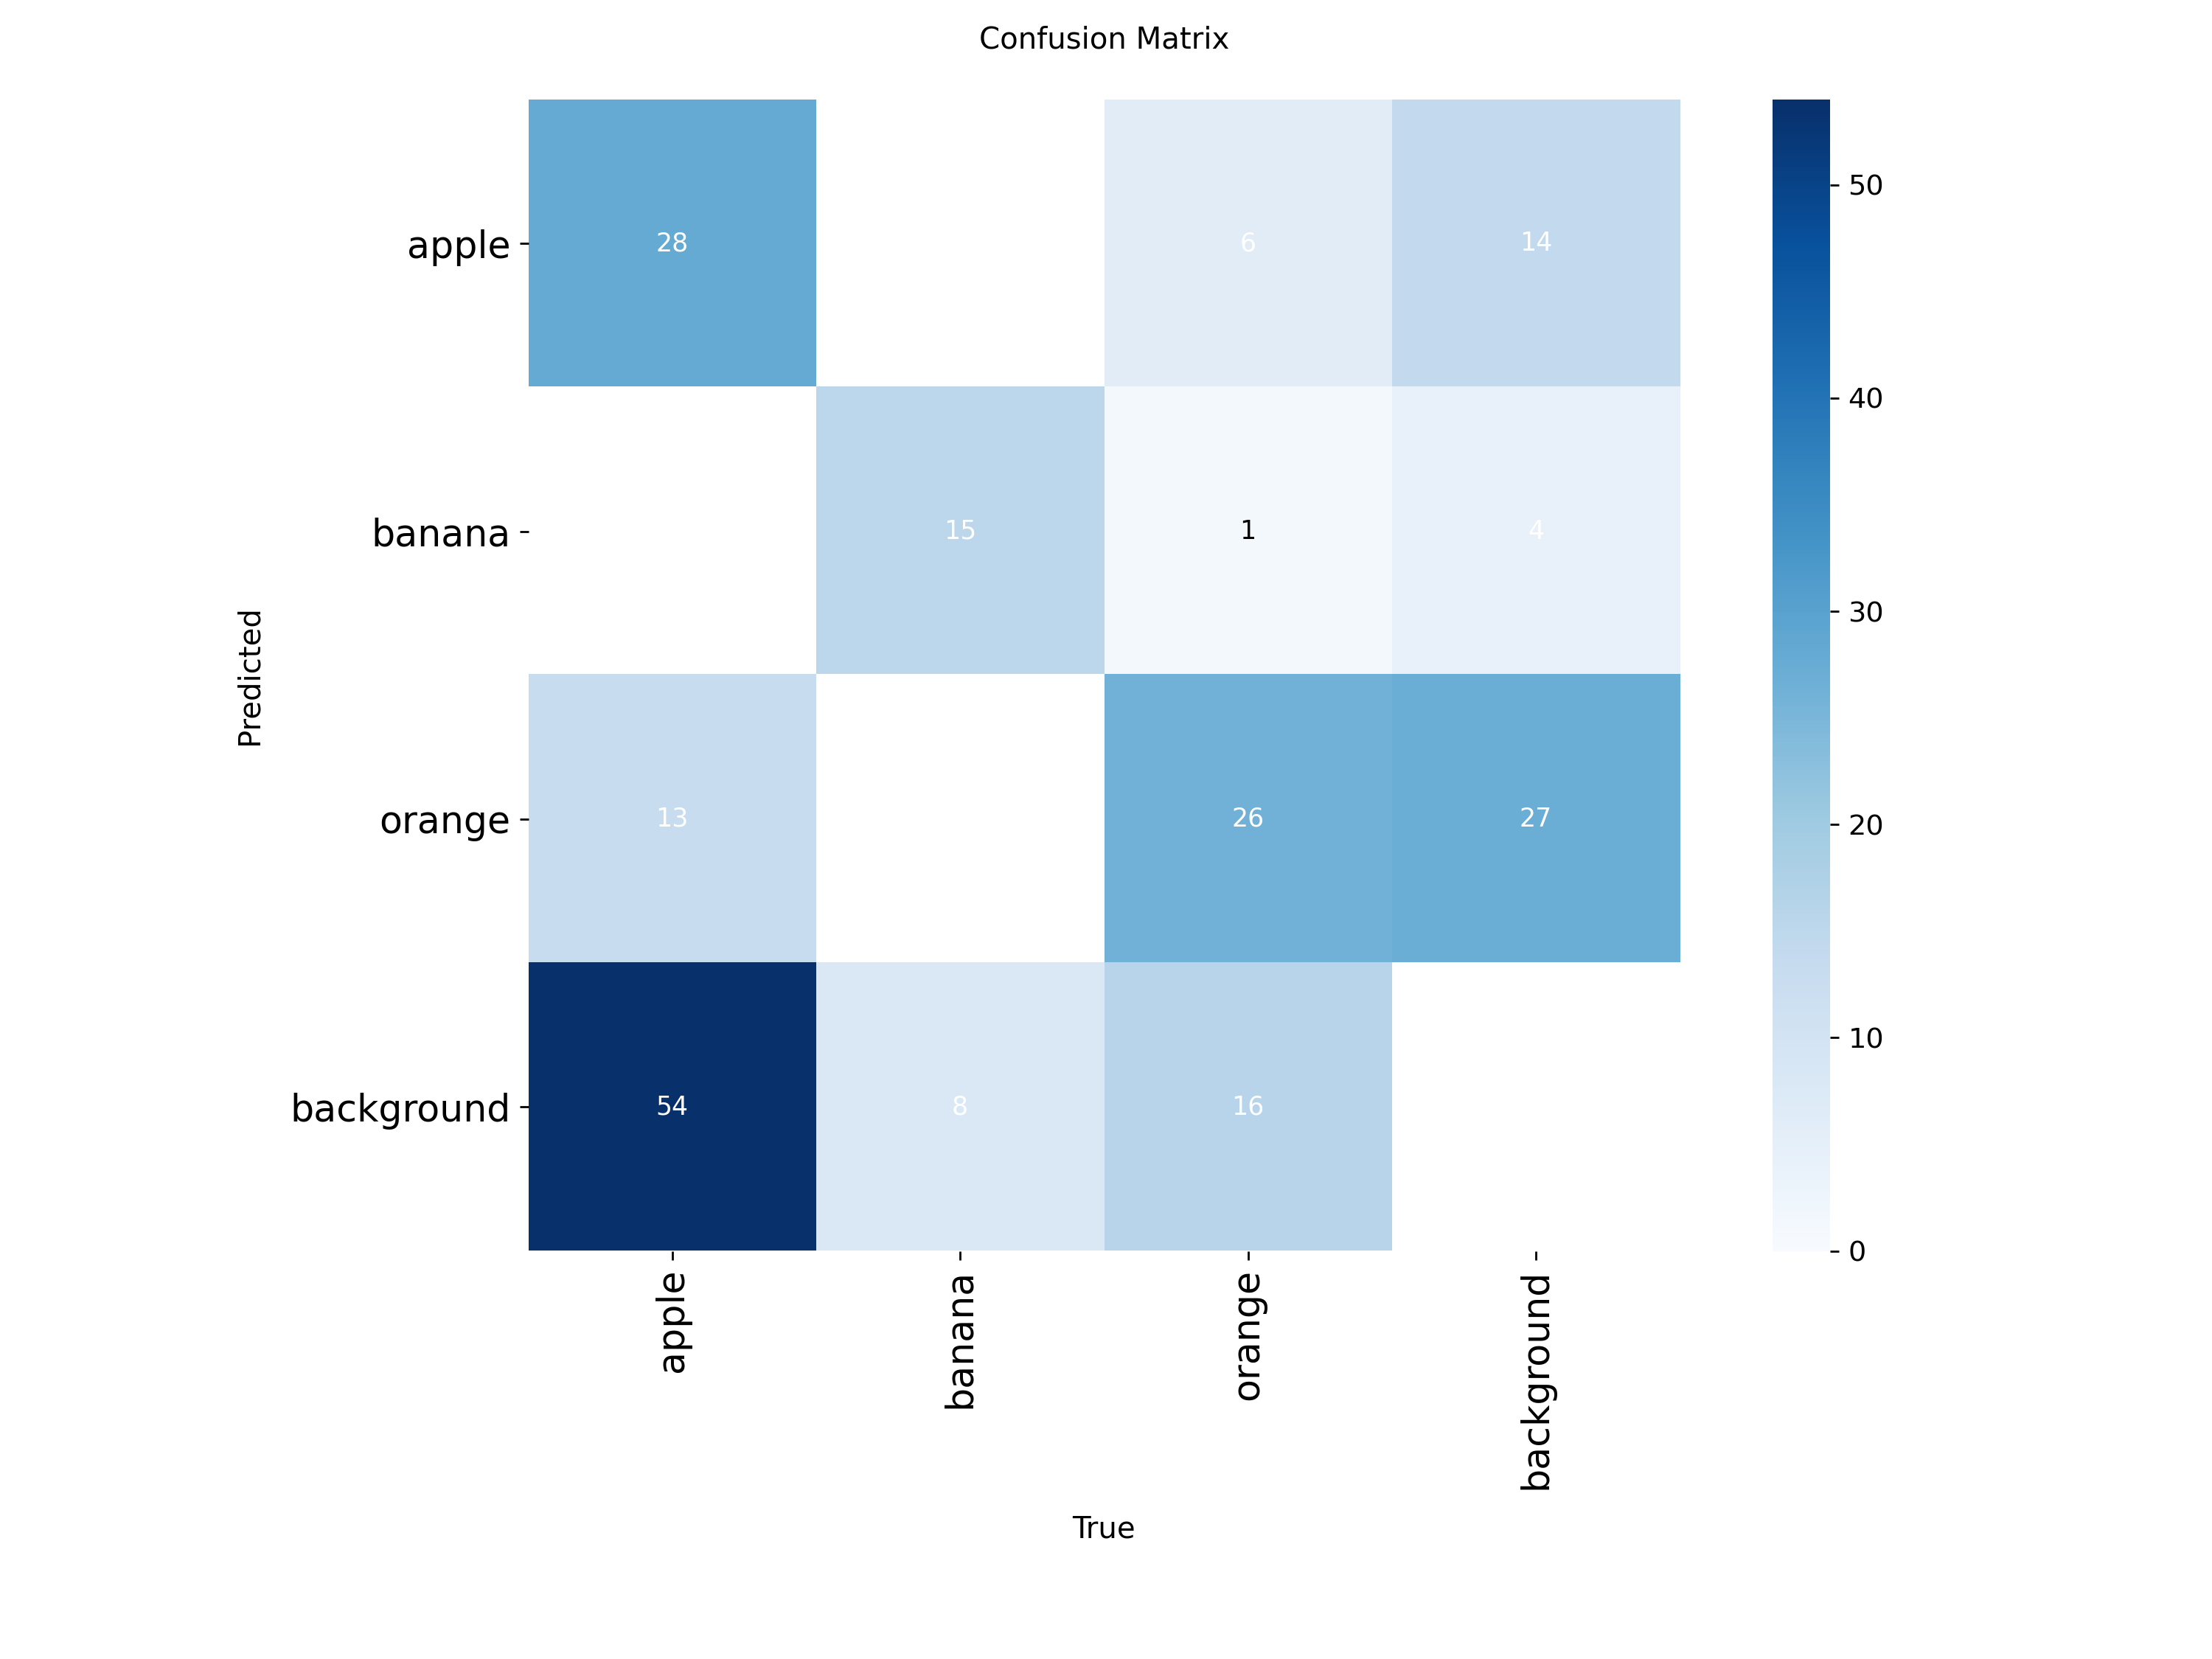 Confusion Matrix
apple
28
6
14
banana
15
1
4
orange
13
26
27
background
54
8
16
Predicted
apple
banana
orange
background
True
50
40
30
20
10
0